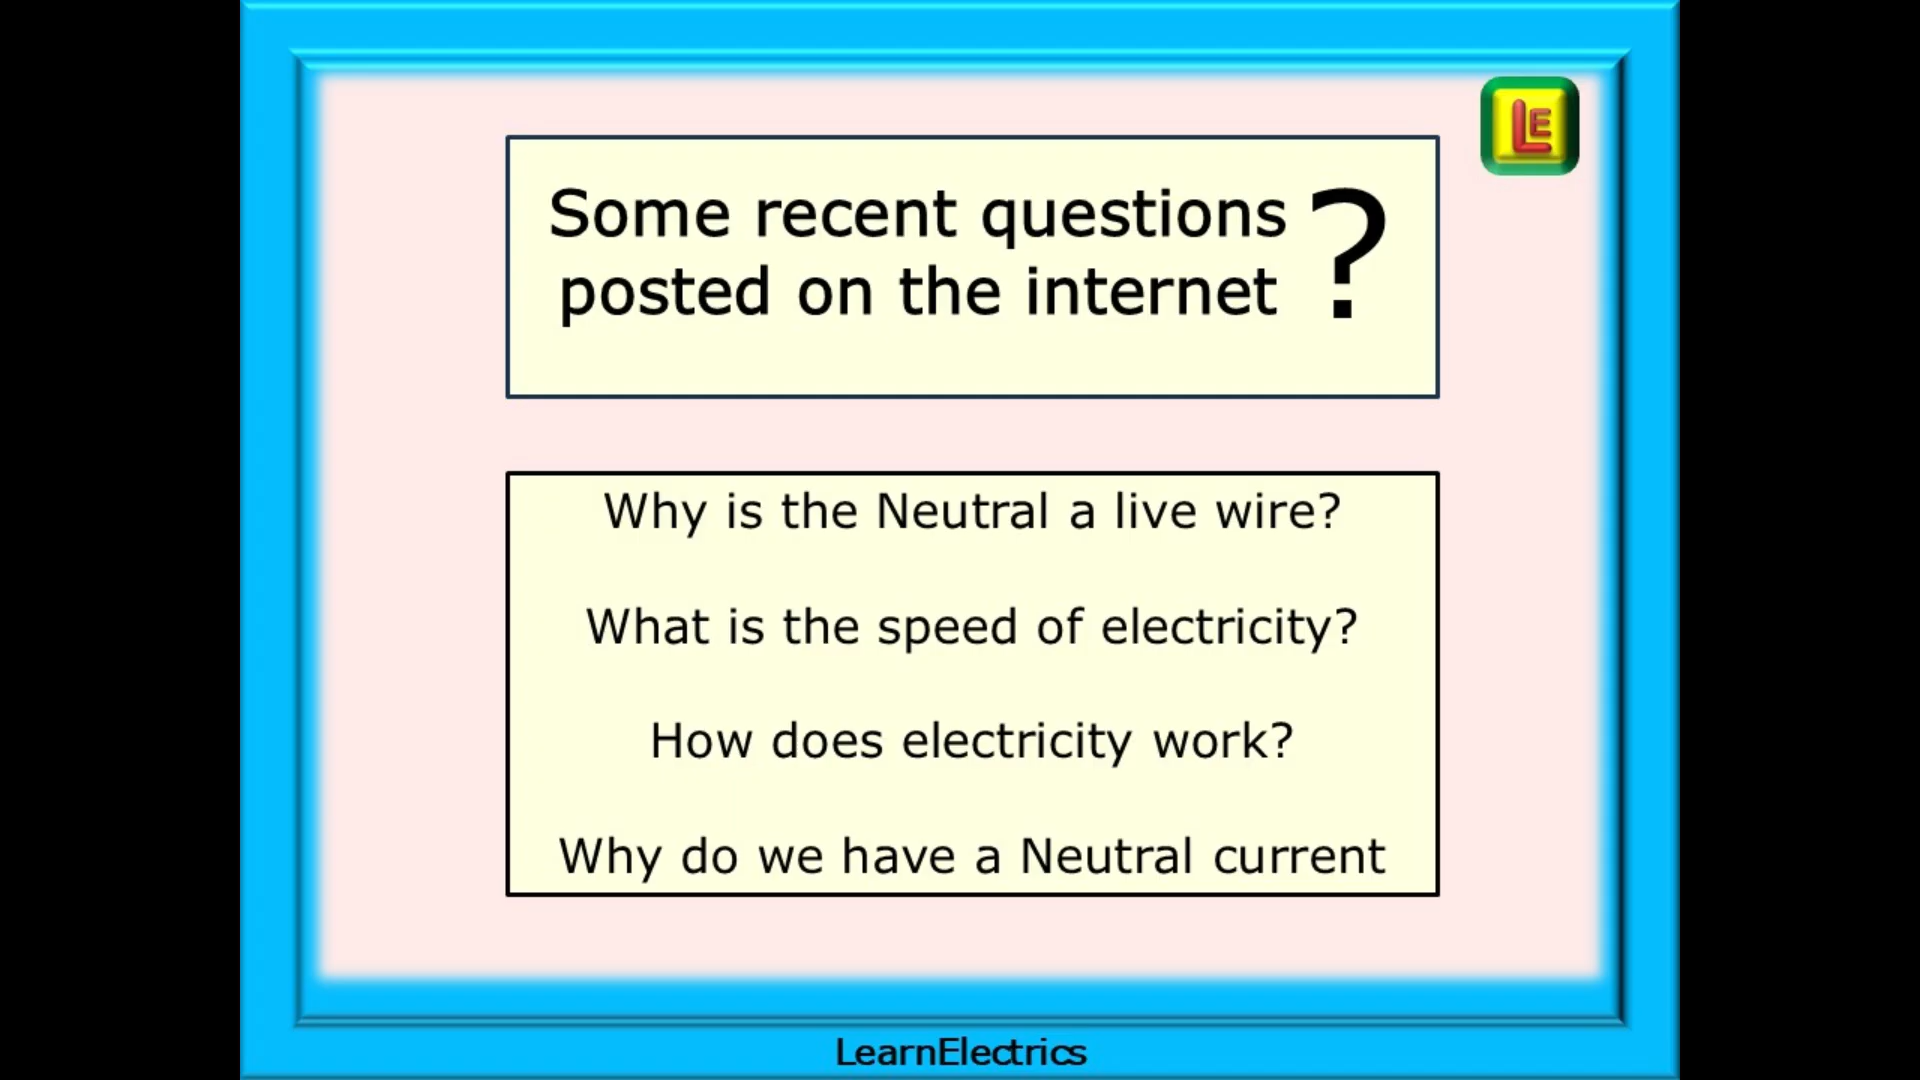 LE
Some recent questions ?
posted on the internet
Why is the Neutral a live wire?
What is the speed of electricity?
How does electricity work?
Why do we have a Neutral current
LearnElectrics